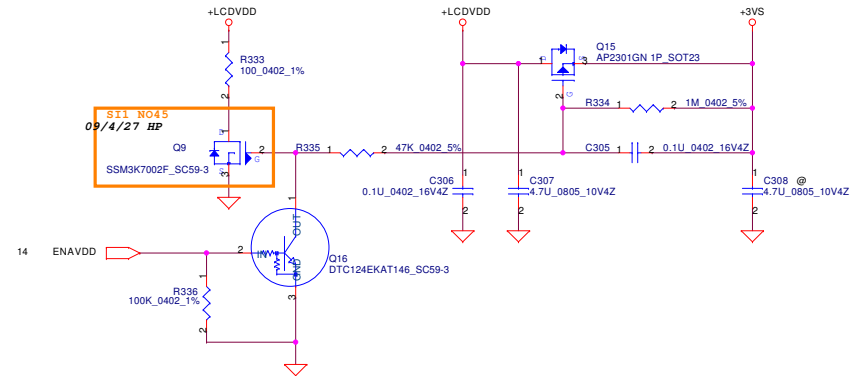 +LCDVDD
+LCDVDD
+3VS
1
R333
100_0402_1%
2
Q15
AP2301GN 1P_SOT23
D
S
1
3
G
2
R334 1 2 1M_0402_5%
SI1 NO45
09/4/27 HP
1
D
Q9
2
G
S
3
SSM3K7002F_SC59-3
R335 1 2 47K_0402_5%
C305 1 2 0.1U_0402_16V4Z
1
C306
0.1U_0402_16V4Z
2
1
C307
4.7U_0805_10V4Z
2
1
C308 @
4.7U_0805_10V4Z
2
1
OUT
14 ENAVDD
2
IN
GND
Q16
DTC124EKAT146_SC59-3
3
1
R336
100K_0402_1%
2